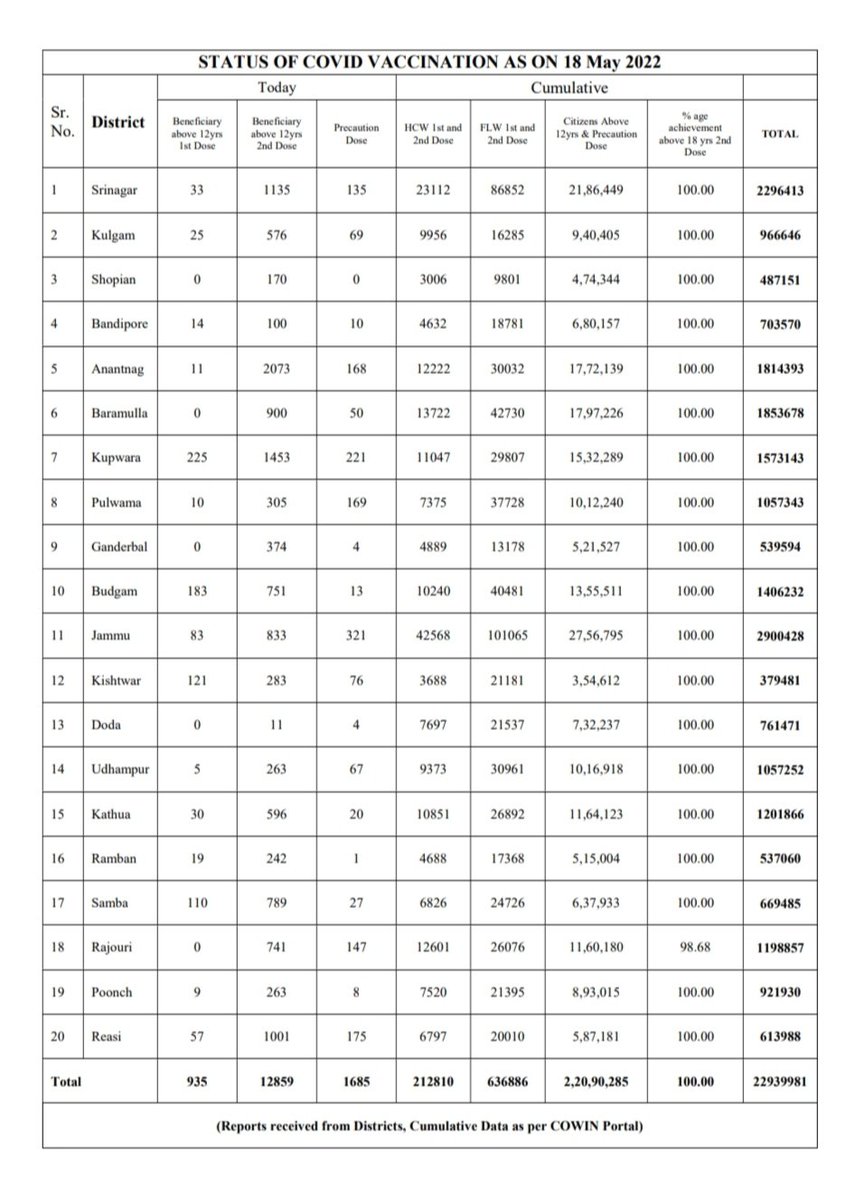 STATUS OF COVID VACCINATION AS ON 18 May 2022
Today Cumulative
Sr. No. District Beneficiary above 12yrs 1st Dose Beneficiary above 12yrs 2nd Dose Precaution Dose HCW 1st and 2nd Dose FLW 1st and 2nd Dose Citizens Above 12yrs & Precaution Dose % age achievement above 18 yrs 2nd Dose TOTAL
1 Srinagar 33 1135 135 23112 86852 21,86,449 100.00 2296413
2 Kulgam 25 576 69 9956 16285 9,40,405 100.00 966646
3 Shopian 0 170 0 3006 9801 4,74,344 100.00 487151
4 Bandipore 14 100 10 4632 18781 6,80,157 100.00 703570
5 Anantnag 11 2073 168 12222 30032 17,72,139 100.00 1814393
6 Baramulla 0 900 50 13722 42730 17,97,226 100.00 1853678
7 Kupwara 225 1453 221 11047 29807 15,32,289 100.00 1573143
8 Pulwama 10 305 169 7375 37728 10,12,240 100.00 1057343
9 Ganderbal 0 374 4 4889 13178 5,21,527 100.00 539594
10 Budgam 183 751 13 10240 40481 13,55,511 100.00 1406232
11 Jammu 83 833 321 42568 101065 27,56,795 100.00 2900428
12 Kishtwar 121 283 76 3688 21181 3,54,612 100.00 379481
13 Doda 0 11 4 7697 21537 7,32,237 100.00 761471
14 Udhampur 5 263 67 9373 30961 10,16,918 100.00 1057252
15 Kathua 30 596 20 10851 26892 11,64,123 100.00 1201866
16 Ramban 19 242 1 4688 17368 5,15,004 100.00 537060
17 Samba 110 789 27 6826 24726 6,37,933 100.00 669485
18 Rajouri 0 741 147 12601 26076 11,60,180 98.68 1198857
19 Poonch 9 263 8 7520 21395 8,93,015 100.00 921930
20 Reasi 57 1001 175 6797 20010 5,87,181 100.00 613988
Total 935 12859 1685 212810 636886 2,20,90,285 100.00 22939981
(Reports received from Districts, Cumulative Data as per COWIN Portal)